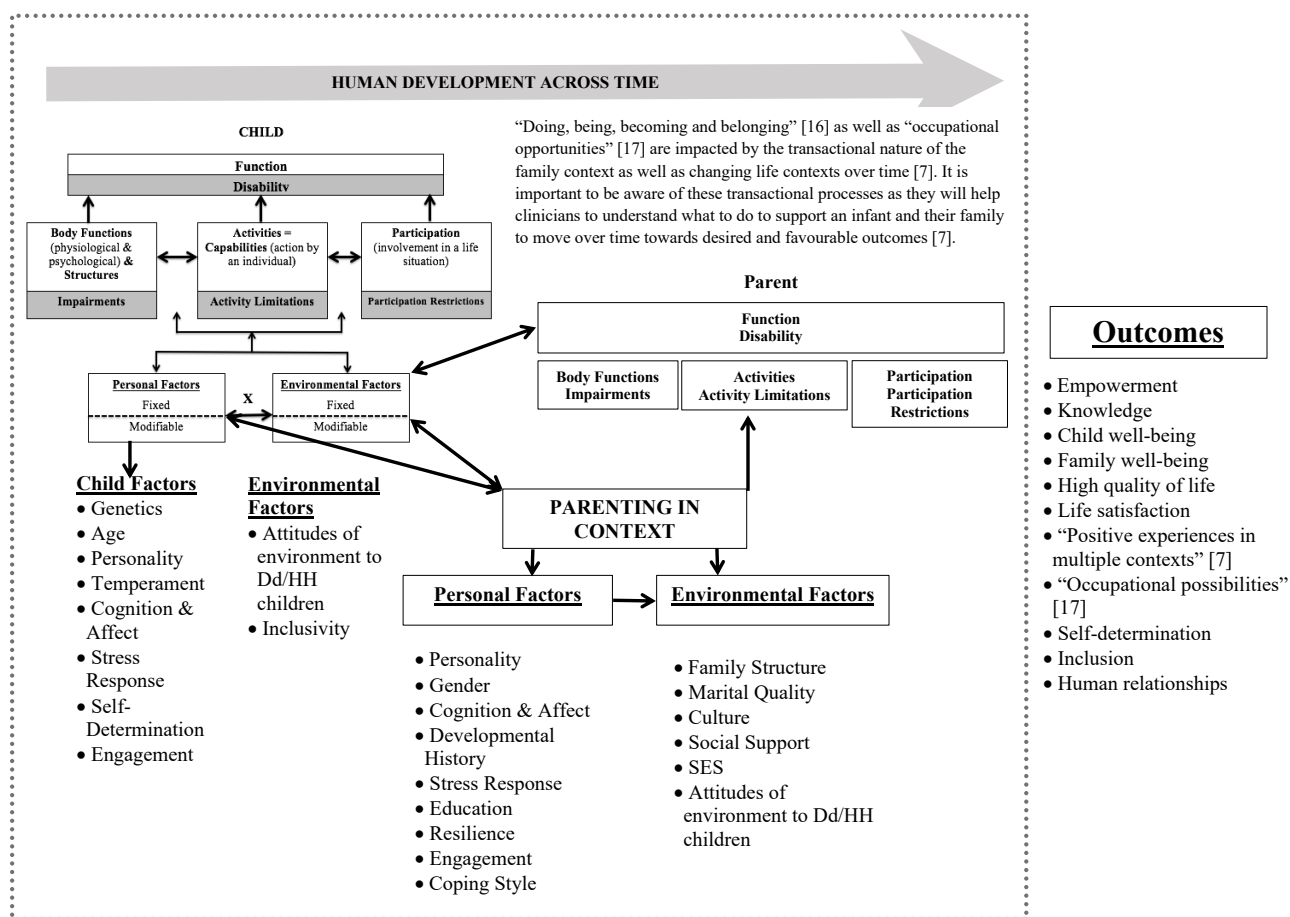 HUMAN DEVELOPMENT ACROSS TIME
CHILD
Function
Disability
Body Functions
(physiological &
psychological) &
Structures
Impairments
Activities =
Capabilities (action by
an individual)
Activity Limitations
Participation
(involvement in a life
situation)
Participation Restrictions
Personal Factors
Fixed
Modifiable
X
Environmental Factors
Fixed
Modifiable
“Doing, being, becoming and belonging” [16] as well as “occupational
opportunities” [17] are impacted by the transactional nature of the
family context as well as changing life contexts over time [7]. It is
important to be aware of these transactional processes as they will help
clinicians to understand what to do to support an infant and their family
to move over time towards desired and favourable outcomes [7].
Parent
Function
Disability
Body Functions
Impairments
Activities
Activity Limitations
Participation
Participation
Restrictions
Child Factors
• Genetics
• Age
• Personality
• Temperament
• Cognition &
Affect
• Stress
Response
• Self-
Determination
• Engagement
Environmental
Factors
• Attitudes of
environment to
Dd/HH
children
• Inclusivity
PARENTING IN
CONTEXT
Personal Factors
• Personality
• Gender
• Cognition & Affect
• Developmental
History
• Stress Response
• Education
• Resilience
• Engagement
• Coping Style
Environmental Factors
• Family Structure
• Marital Quality
• Culture
• Social Support
• SES
• Attitudes of
environment to Dd/HH
children
Outcomes
• Empowerment
• Knowledge
• Child well-being
• Family well-being
• High quality of life
• Life satisfaction
• “Positive experiences in
multiple contexts” [7]
• “Occupational possibilities”
[17]
• Self-determination
• Inclusion
• Human relationships